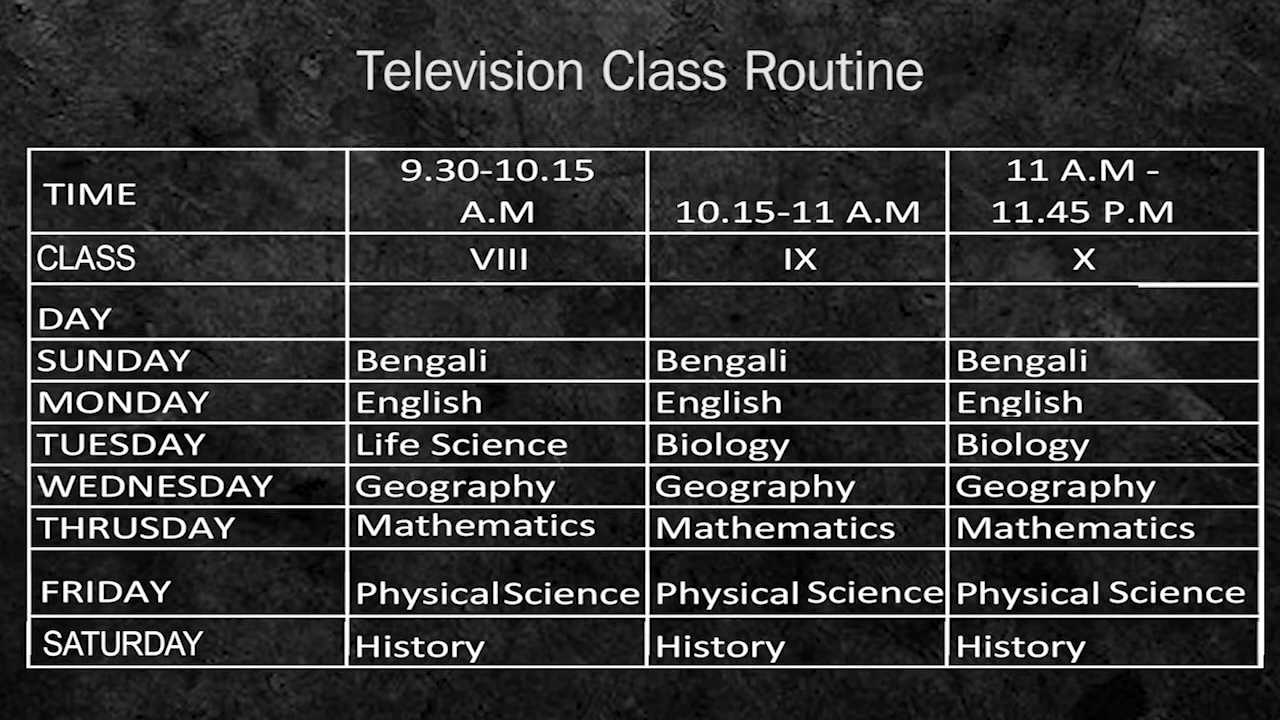 Television Class Routine
TIME 9.30-10.15 A.M 10.15-11 A.M 11 A.M - 11.45 P.M
CLASS VIII IX X
DAY
SUNDAY Bengali Bengali Bengali
MONDAY English English English
TUESDAY Life Science Biology Biology
WEDNESDAY Geography Geography Geography
THRUSDAY Mathematics Mathematics Mathematics
FRIDAY Physical Science Physical Science Physical Science
SATURDAY History History History